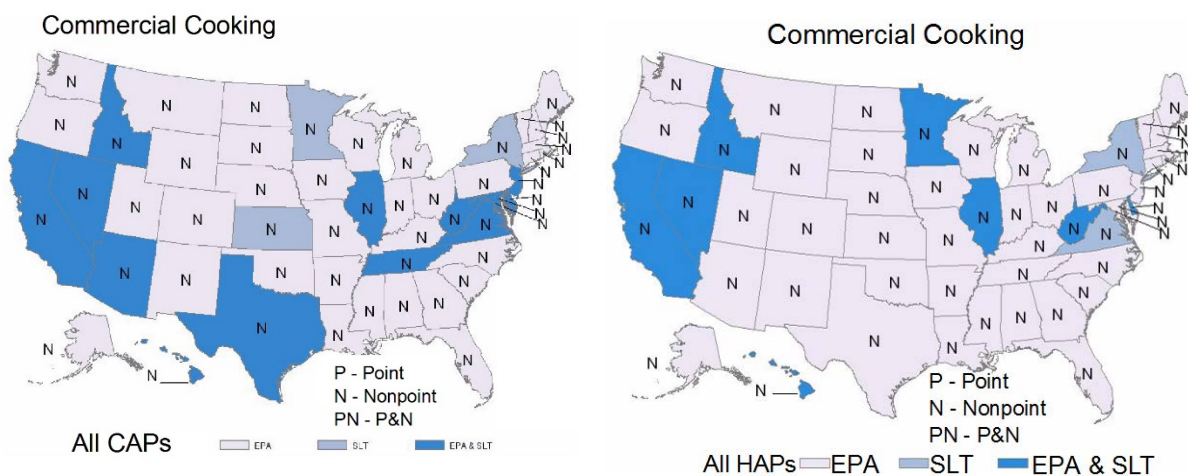 Commercial Cooking
N N N N N N N N N N
N N N N N N N N N N
N N N N N N N N N N
N N N N N N N N N N
N N N N N N N N N N
N
P - Point
N - Nonpoint
PN - P&N
All CAPs
EPA
SLT
EPA & SLT
Commercial Cooking
N N N N N N N N N N
N N N N N N N N N N
N N N N N N N N N N
N N N N N N N N N N
N N N N N N N N N N
N
P - Point
N - Nonpoint
PN - P&N
All HAPs
EPA
SLT
EPA & SLT